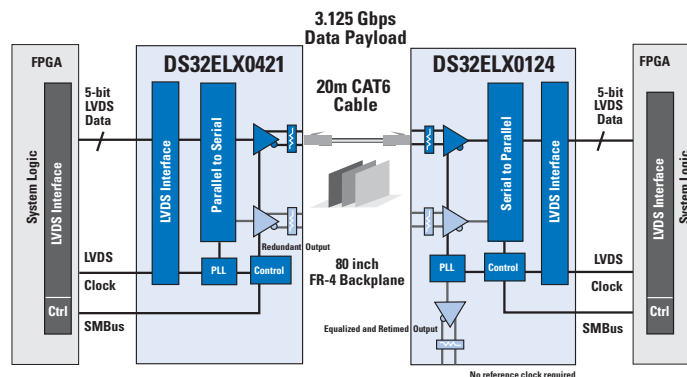 3.125 Gbps
Data Payload
FPGA
DS32ELX0421
DS32ELX0124
FPGA
5-bit
LVDS
Data
20m CAT6
Cable
5-bit
LVDS
Data
System Logic
LVDS Interface
LVDS Interface
Parallel to Serial
Serial to Parallel
LVDS Interface
LVDS Interface
System Logic
Redundant Output
LVDS
Clock
PLL
Control
80 inch
FR-4 Backplane
PLL
Control
LVDS
Clock
Ctrl
SMBus
Equalized and Retimed Output
SMBus
Ctrl
No reference clock required